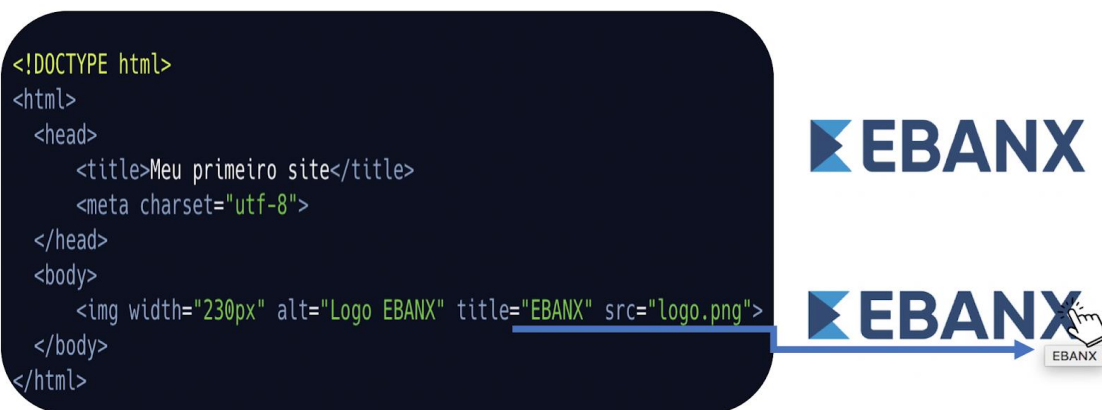 <!DOCTYPE html>
<html>
<head>
<title>Meu primeiro site</title>
<meta charset="utf-8">
</head>
<body>
<img width="230px" alt="Logo EBANX" title="EBANX" src="logo.png">
</body>
</html>
EBANX
EBANX
EBANX